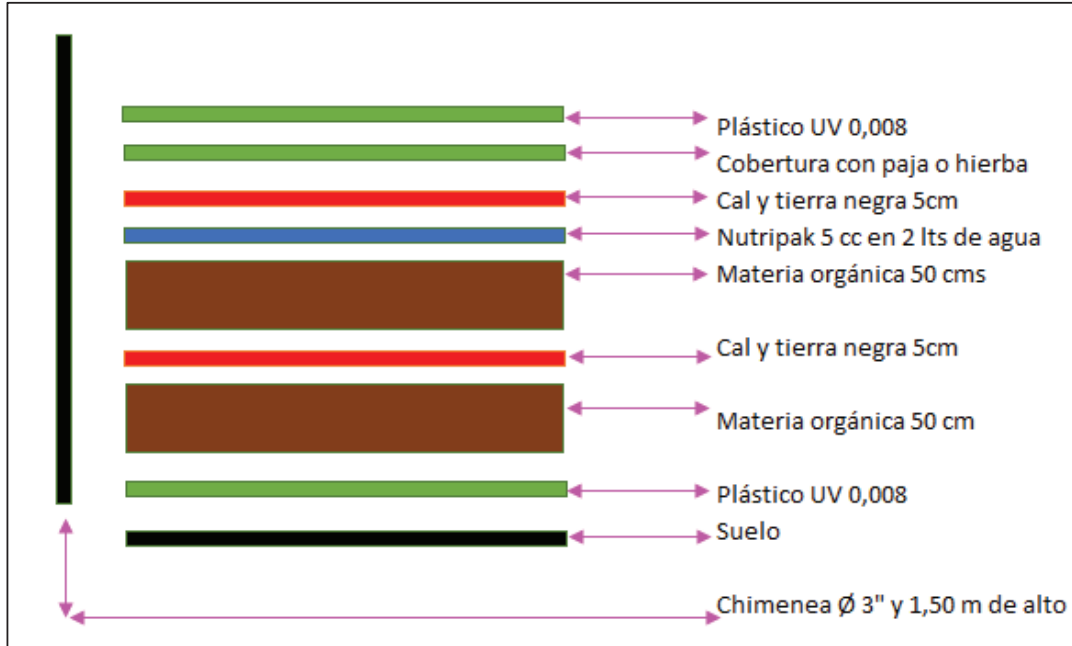 Plástico UV 0,008
Cobertura con paja o hierba
Cal y tierra negra 5cm
Nutripak 5 cc en 2 lts de agua
Materia orgánica 50 cms
Cal y tierra negra 5cm
Materia orgánica 50 cm
Plástico UV 0,008
Suelo
Chimenea Ø 3" y 1,50 m de alto